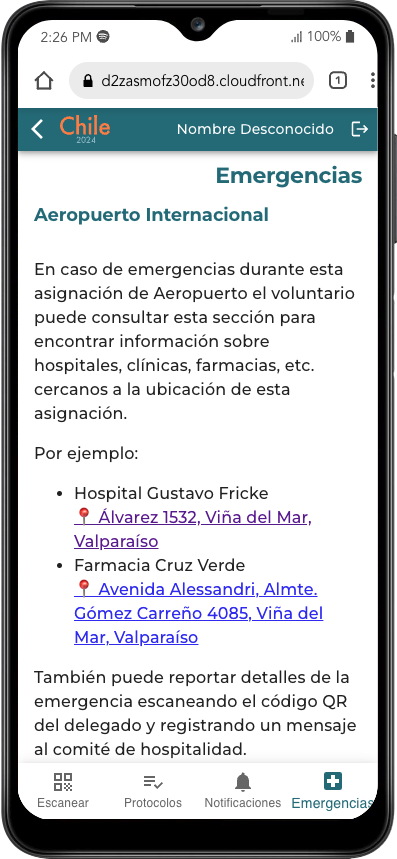 2:26 PM
100%
d2zasmofz30od8.cloudfront.ne
1
Chile
2024
Nombre Desconocido
Emergencias
Aeropuerto Internacional
En caso de emergencias durante esta
asignación de Aeropuerto el voluntario
puede consultar esta sección para
encontrar información sobre
hospitales, clínicas, farmacias, etc.
cercanos a la ubicación de esta
asignación.
Por ejemplo:
• Hospital Gustavo Fricke
📍 Álvarez 1532, Viña del Mar,
Valparaíso
• Farmacia Cruz Verde
📍 Avenida Alessandri, Almte.
Gómez Carreño 4085, Viña del
Mar, Valparaíso
También puede reportar detalles de la
emergencia escaneando el código QR
del delegado y registrando un mensaje
al comité de hospitalidad.
Escanear Protocolos Notificaciones Emergencias